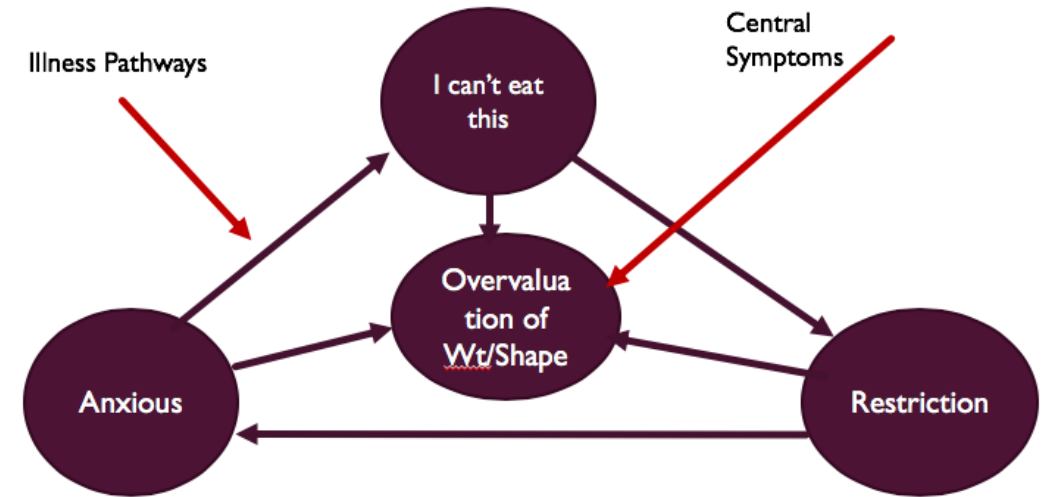 Central
Symptoms
Illness Pathways
I can't eat
this
Overvalua
tion of
Wt/Shape
Anxious
Restriction